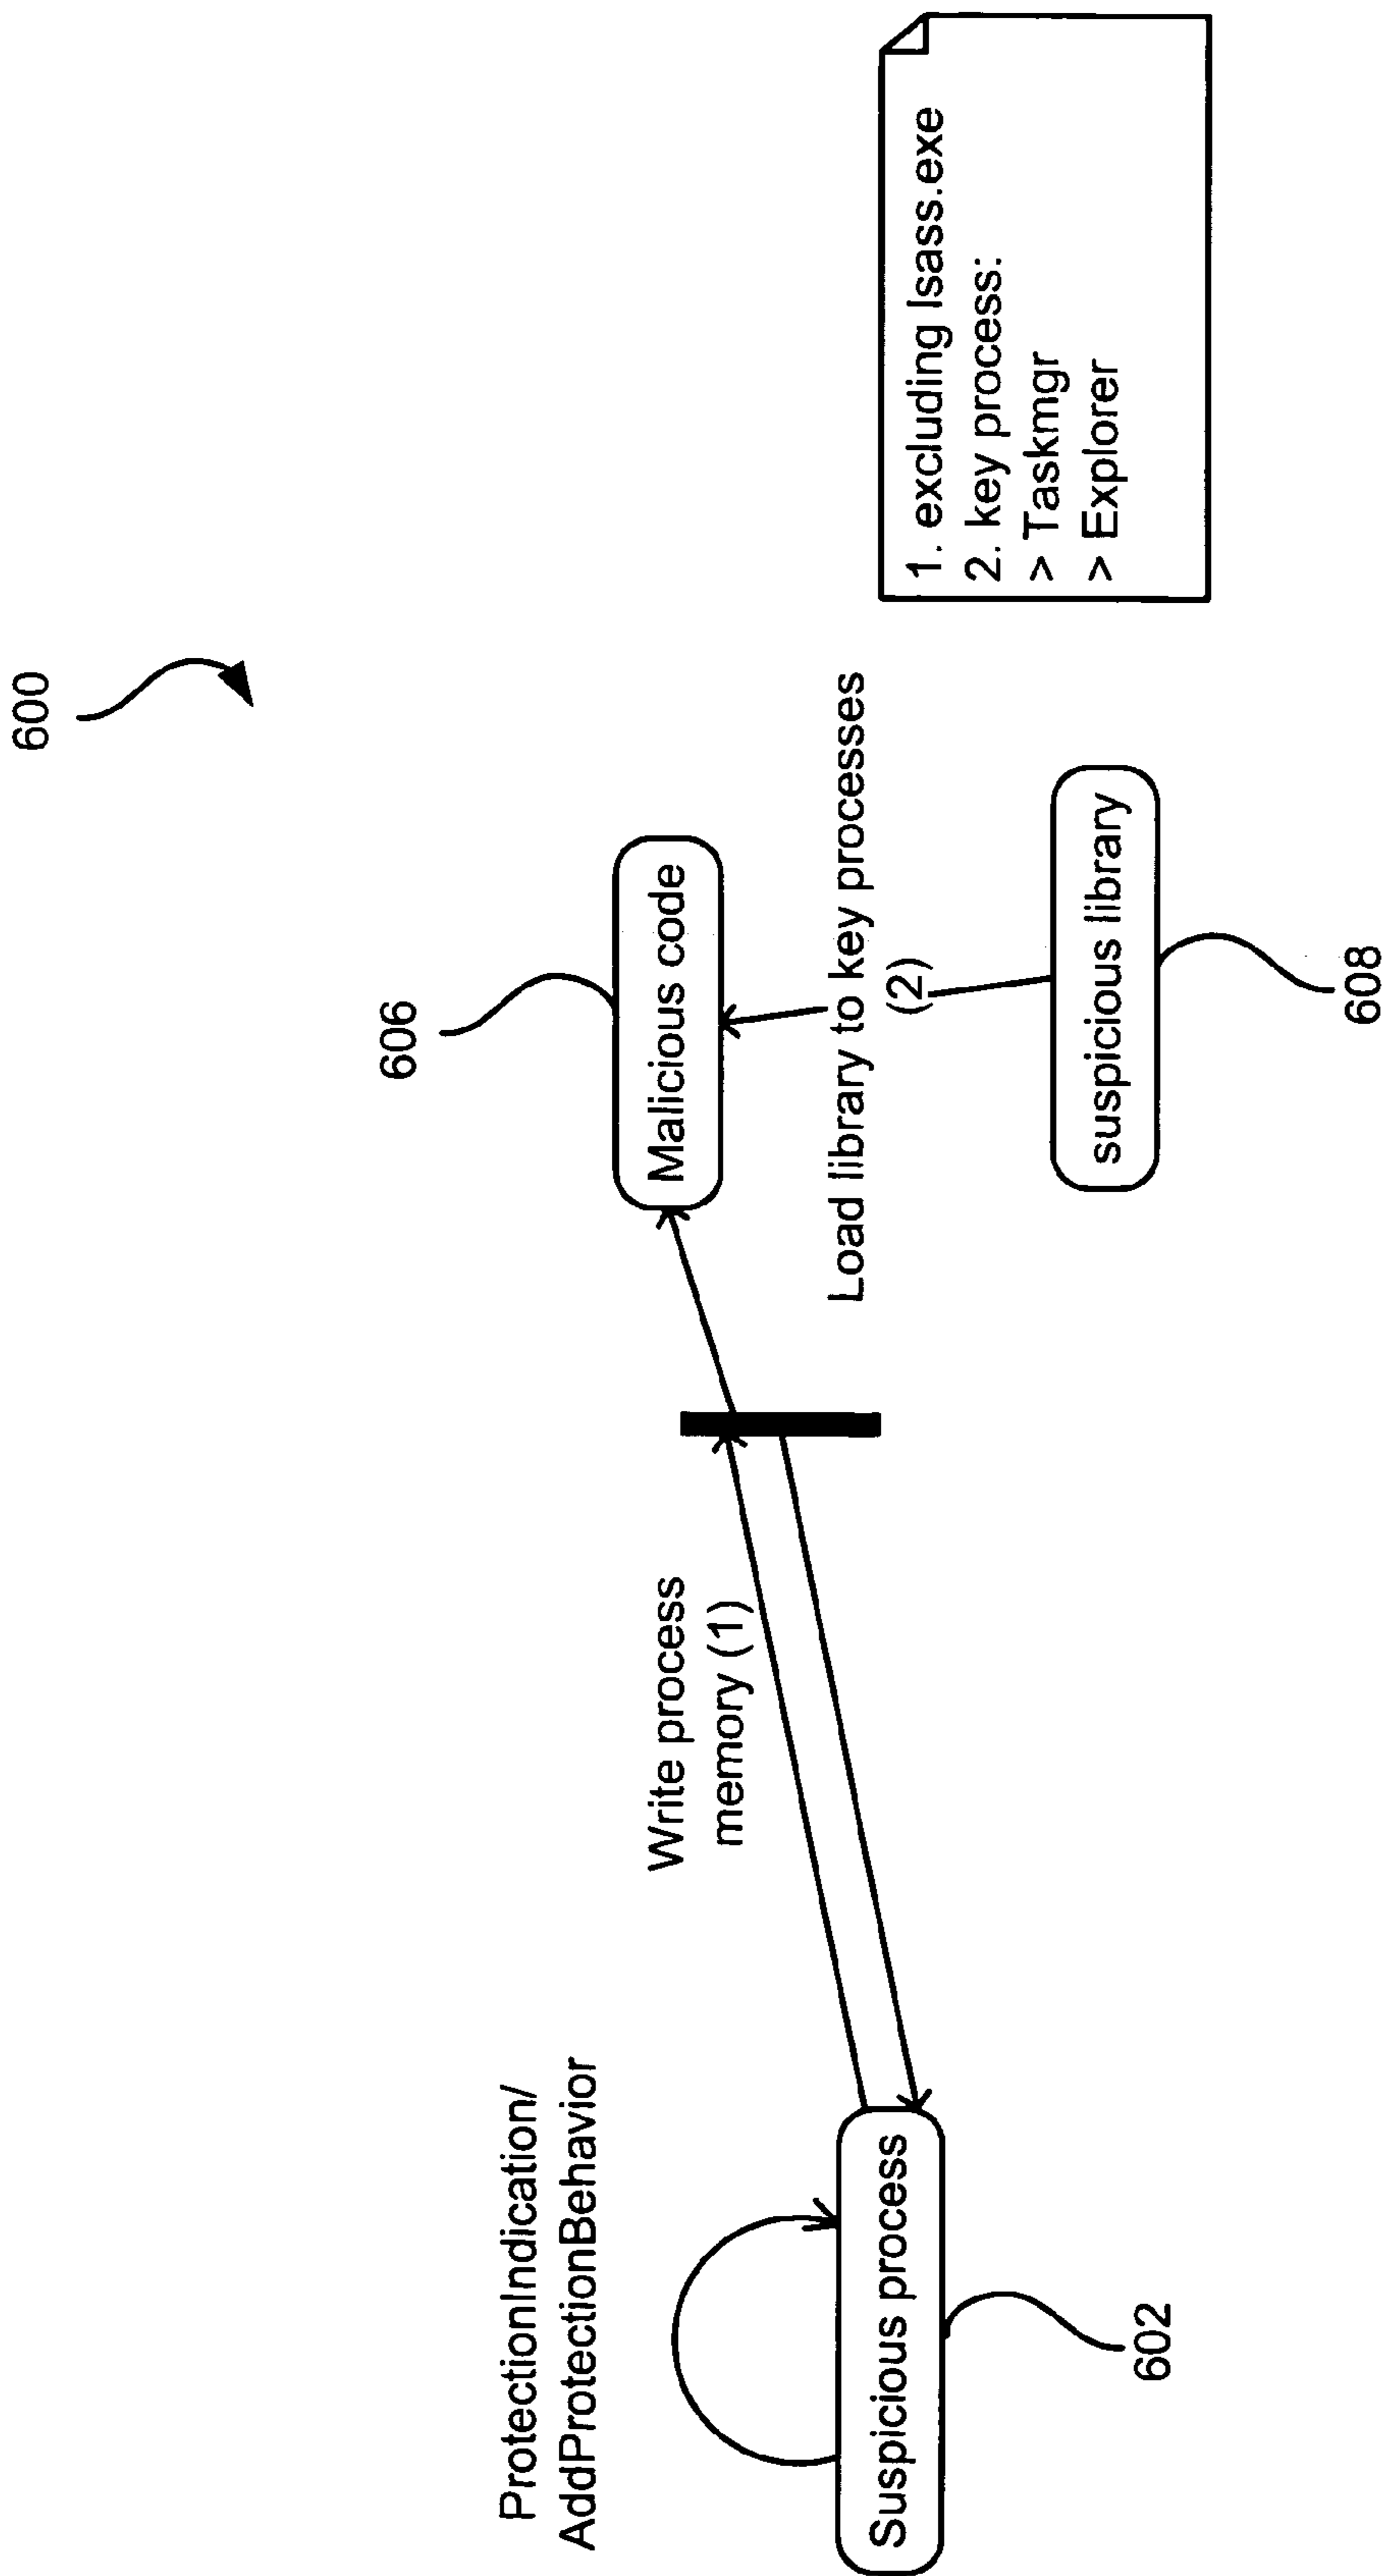 600
ProtectionIndication/
AddProtectionBehavior
Suspicious process
602
Write process
memory (1)
606
Malicious code
Load library to key processes
(2)
suspicious library
608
1. excluding lsass.exe
2. key process:
> Taskmgr
> Explorer